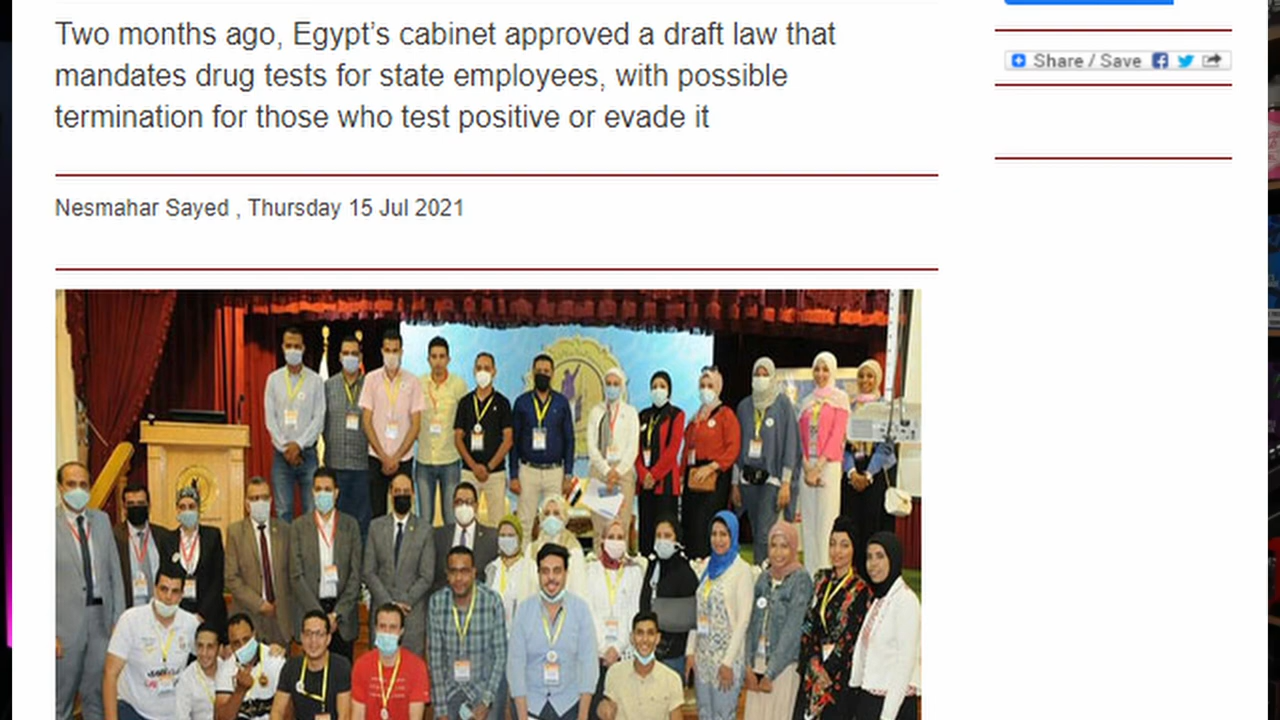 Two months ago, Egypt’s cabinet approved a draft law that
mandates drug tests for state employees, with possible
termination for those who test positive or evade it
Nesmahar Sayed , Thursday 15 Jul 2021
Share / Save